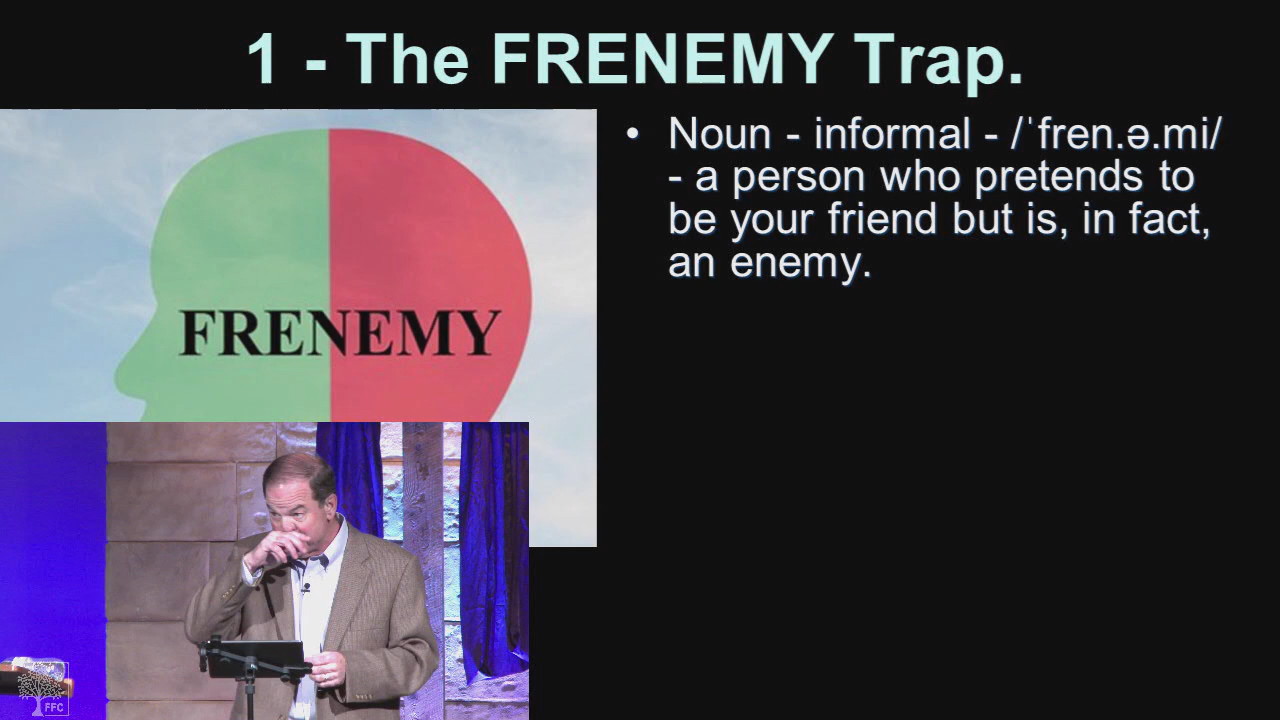 1 - The FRENEMY Trap.
• Noun - informal - /ˈfren.ə.mi/
- a person who pretends to
be your friend but is, in fact,
an enemy.
FRENEMY
FFC